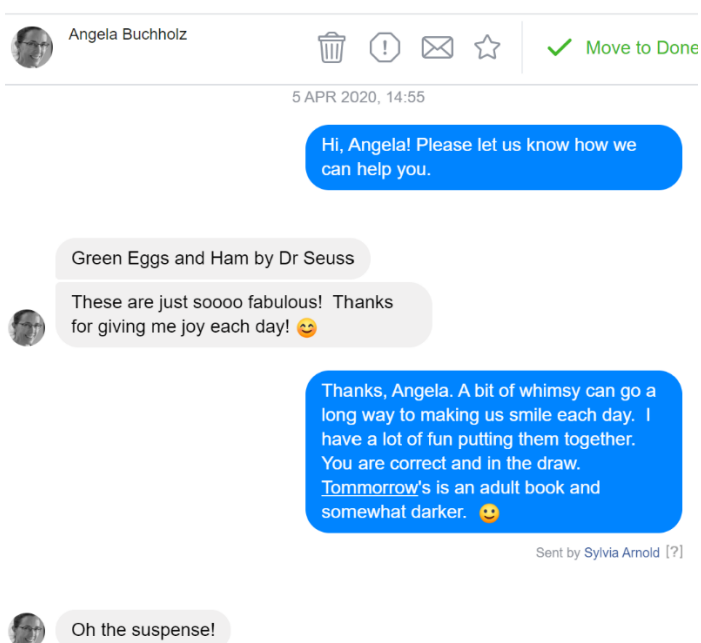 Angela Buchholz
Move to Done
5 APR 2020, 14:55
Hi, Angela! Please let us know how we
can help you.
Green Eggs and Ham by Dr Seuss
These are just soooo fabulous!  Thanks
for giving me joy each day! 😊
Thanks, Angela. A bit of whimsy can go a
long way to making us smile each day.  I
have a lot of fun putting them together.
You are correct and in the draw.
Tommorrow's is an adult book and
somewhat darker.  🙂
Sent by Sylvia Arnold [?]
Oh the suspense!